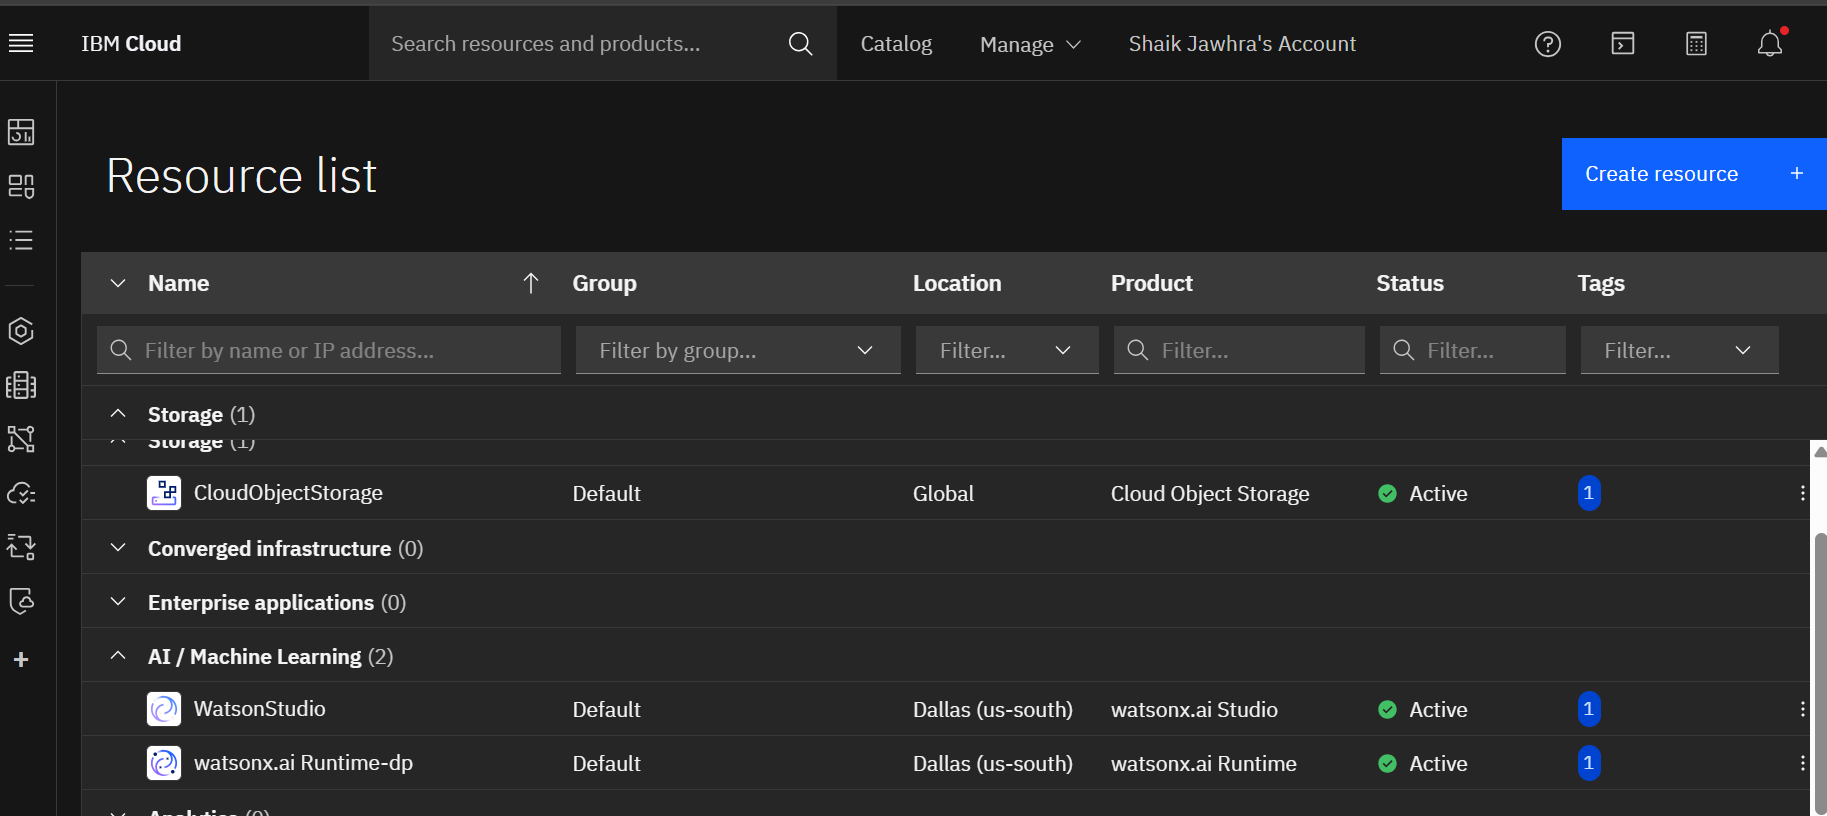 IBM Cloud
Search resources and products...
Catalog
Manage
Shaik Jawhra's Account
Resource list
Create resource +
Name Group Location Product Status Tags
Filter by name or IP address... Filter by group... Filter... Filter... Filter... Filter...
Storage (1)
Storage (1)
CloudObjectStorage Default Global Cloud Object Storage Active 1
Converged infrastructure (0)
Enterprise applications (0)
AI / Machine Learning (2)
WatsonStudio Default Dallas (us-south) watsonx.ai Studio Active 1
watsonx.ai Runtime-dp Default Dallas (us-south) watsonx.ai Runtime Active 1
Analytics (0)